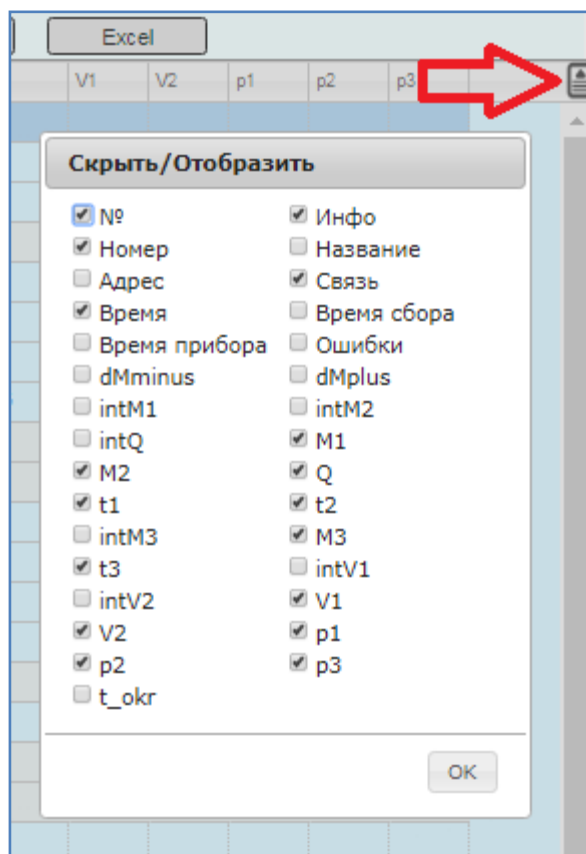 Excel
V1 V2 p1 p2 p3
Скрыть/Отобразить
№ Инфо
Номер Название
Адрес Связь
Время Время сбора
Время прибора Ошибки
dMminus dMplus
intM1 intM2
intQ M1
M2 Q
t1 t2
intM3 M3
t3 intV1
intV2 V1
V2 p1
p2 p3
t_okr
OK